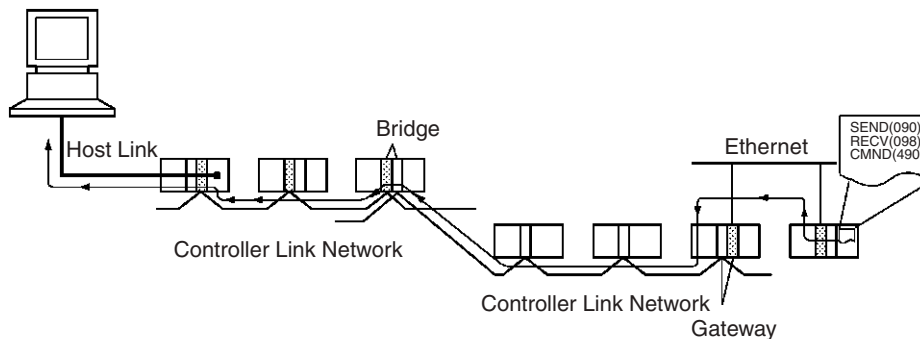 Host Link
Bridge
Ethernet
SEND(090)
RECV(098)
CMND(490)
Controller Link Network
Controller Link Network
Gateway